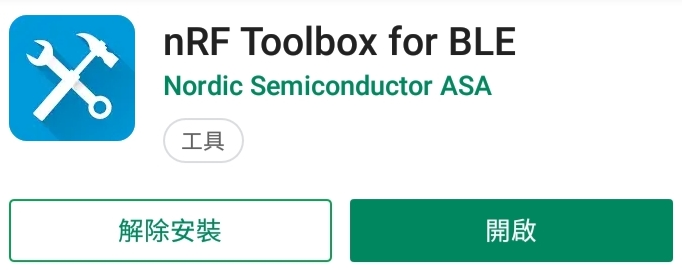 nRF Toolbox for BLE
Nordic Semiconductor ASA
工具
解除安裝
開啟